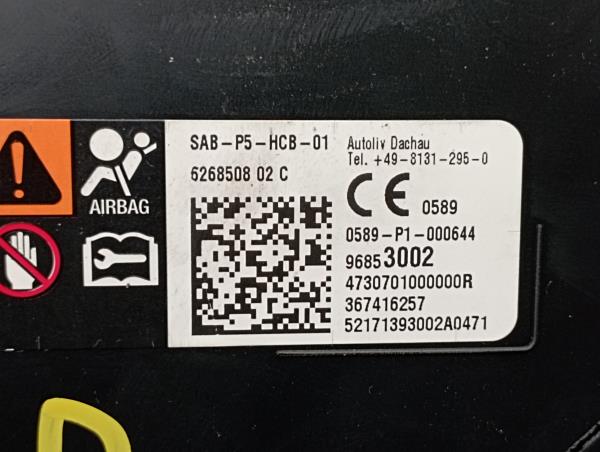 AIRBAG
SAB-P5-HCB-01
6268508 02 C
Autoliv Dachau
Tel. +49-8131-295-0
CE 0589
0589-P1-000644
96853002
4730701000000R
367416257
52171393002A0471